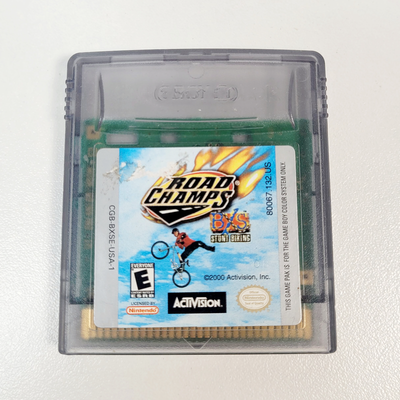 ROAD
CHAMPS
BXS
STUNT BIKING
CGB-BXSE-USA-1
80067.132.US
THIS GAME PAK IS FOR THE GAME BOY COLOR SYSTEM ONLY.
EVERYONE
E
ESRB
LICENSED BY
Nintendo
©2000 Activision, Inc.
ACTIVISION.